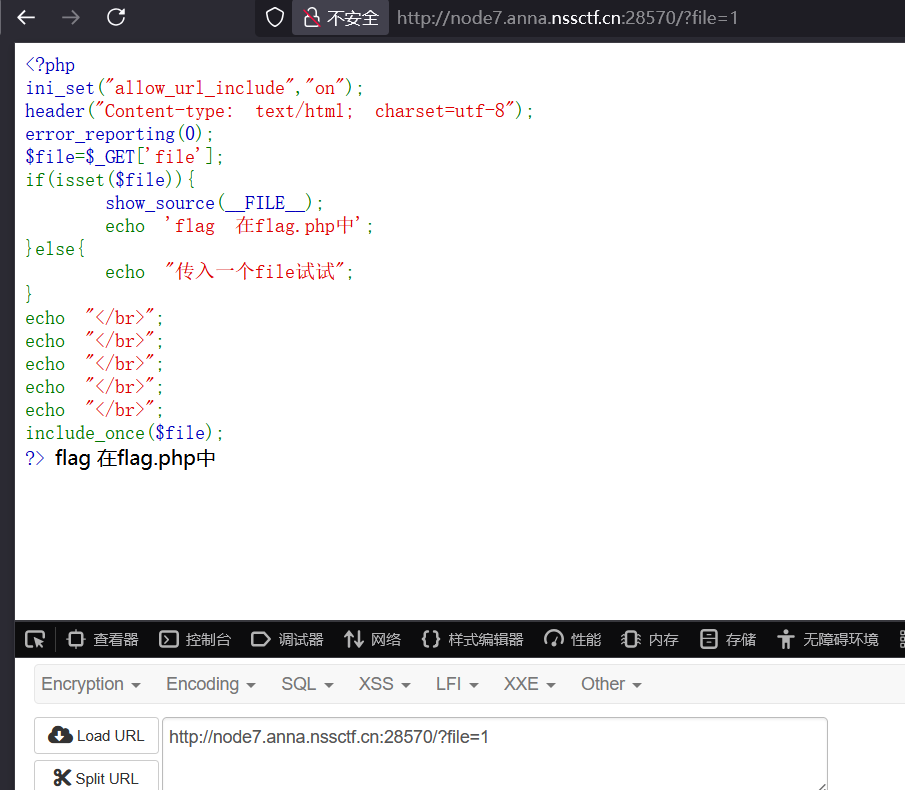 不安全 http://node7.anna.nssctf.cn:28570/?file=1
<?php
ini_set("allow_url_include","on");
header("Content-type: text/html; charset=utf-8");
error_reporting(0);
$file=$_GET['file'];
if(isset($file)){
show_source(__FILE__);
echo 'flag 在flag.php中';
}else{
echo "传入一个file试试";
}
echo "</br>";
echo "</br>";
echo "</br>";
echo "</br>";
echo "</br>";
include_once($file);
?> flag 在flag.php中
查看器 控制台 调试器 网络 样式编辑器 性能 内存 存储 无障碍环境
Encryption Encoding SQL XSS LFI XXE Other
Load URL http://node7.anna.nssctf.cn:28570/?file=1
Split URL